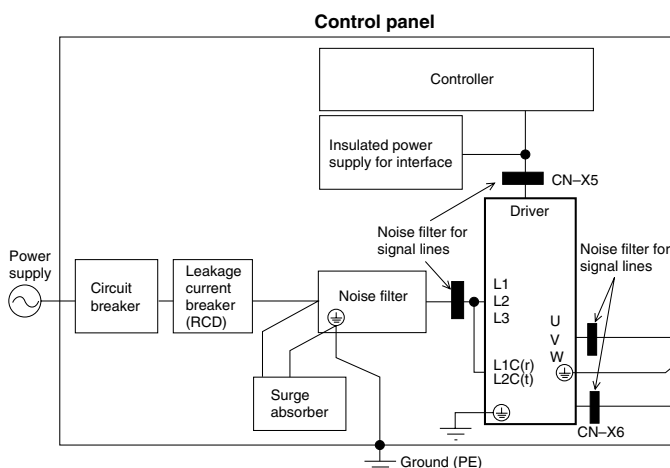 Control panel
Controller
Insulated power
supply for interface
CN–X5
Driver
Noise filter for
signal lines
Noise filter for
signal lines
Power
supply
Circuit
breaker
Leakage
current
breaker
(RCD)
Noise filter
L1
L2
L3
U
V
W
L1C(r)
L2C(t)
Surge
absorber
CN–X6
Ground (PE)